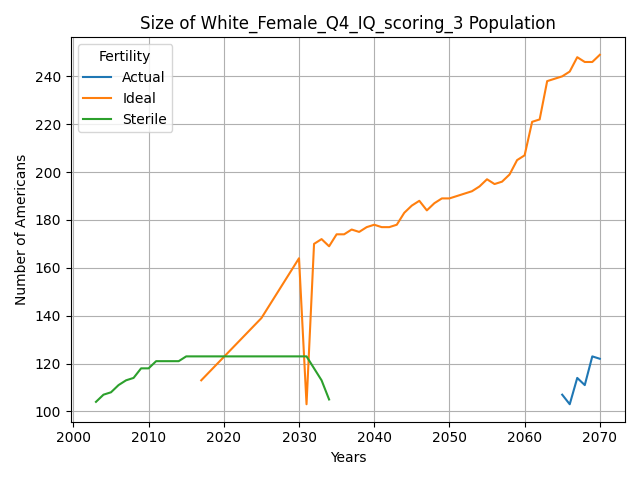 Size of White_Female_Q4_IQ_scoring_3 Population
Fertility
Actual
Ideal
Sterile
Number of Americans
240
220
200
180
160
140
120
100
2000
2010
2020
2030
2040
2050
2060
2070
Years